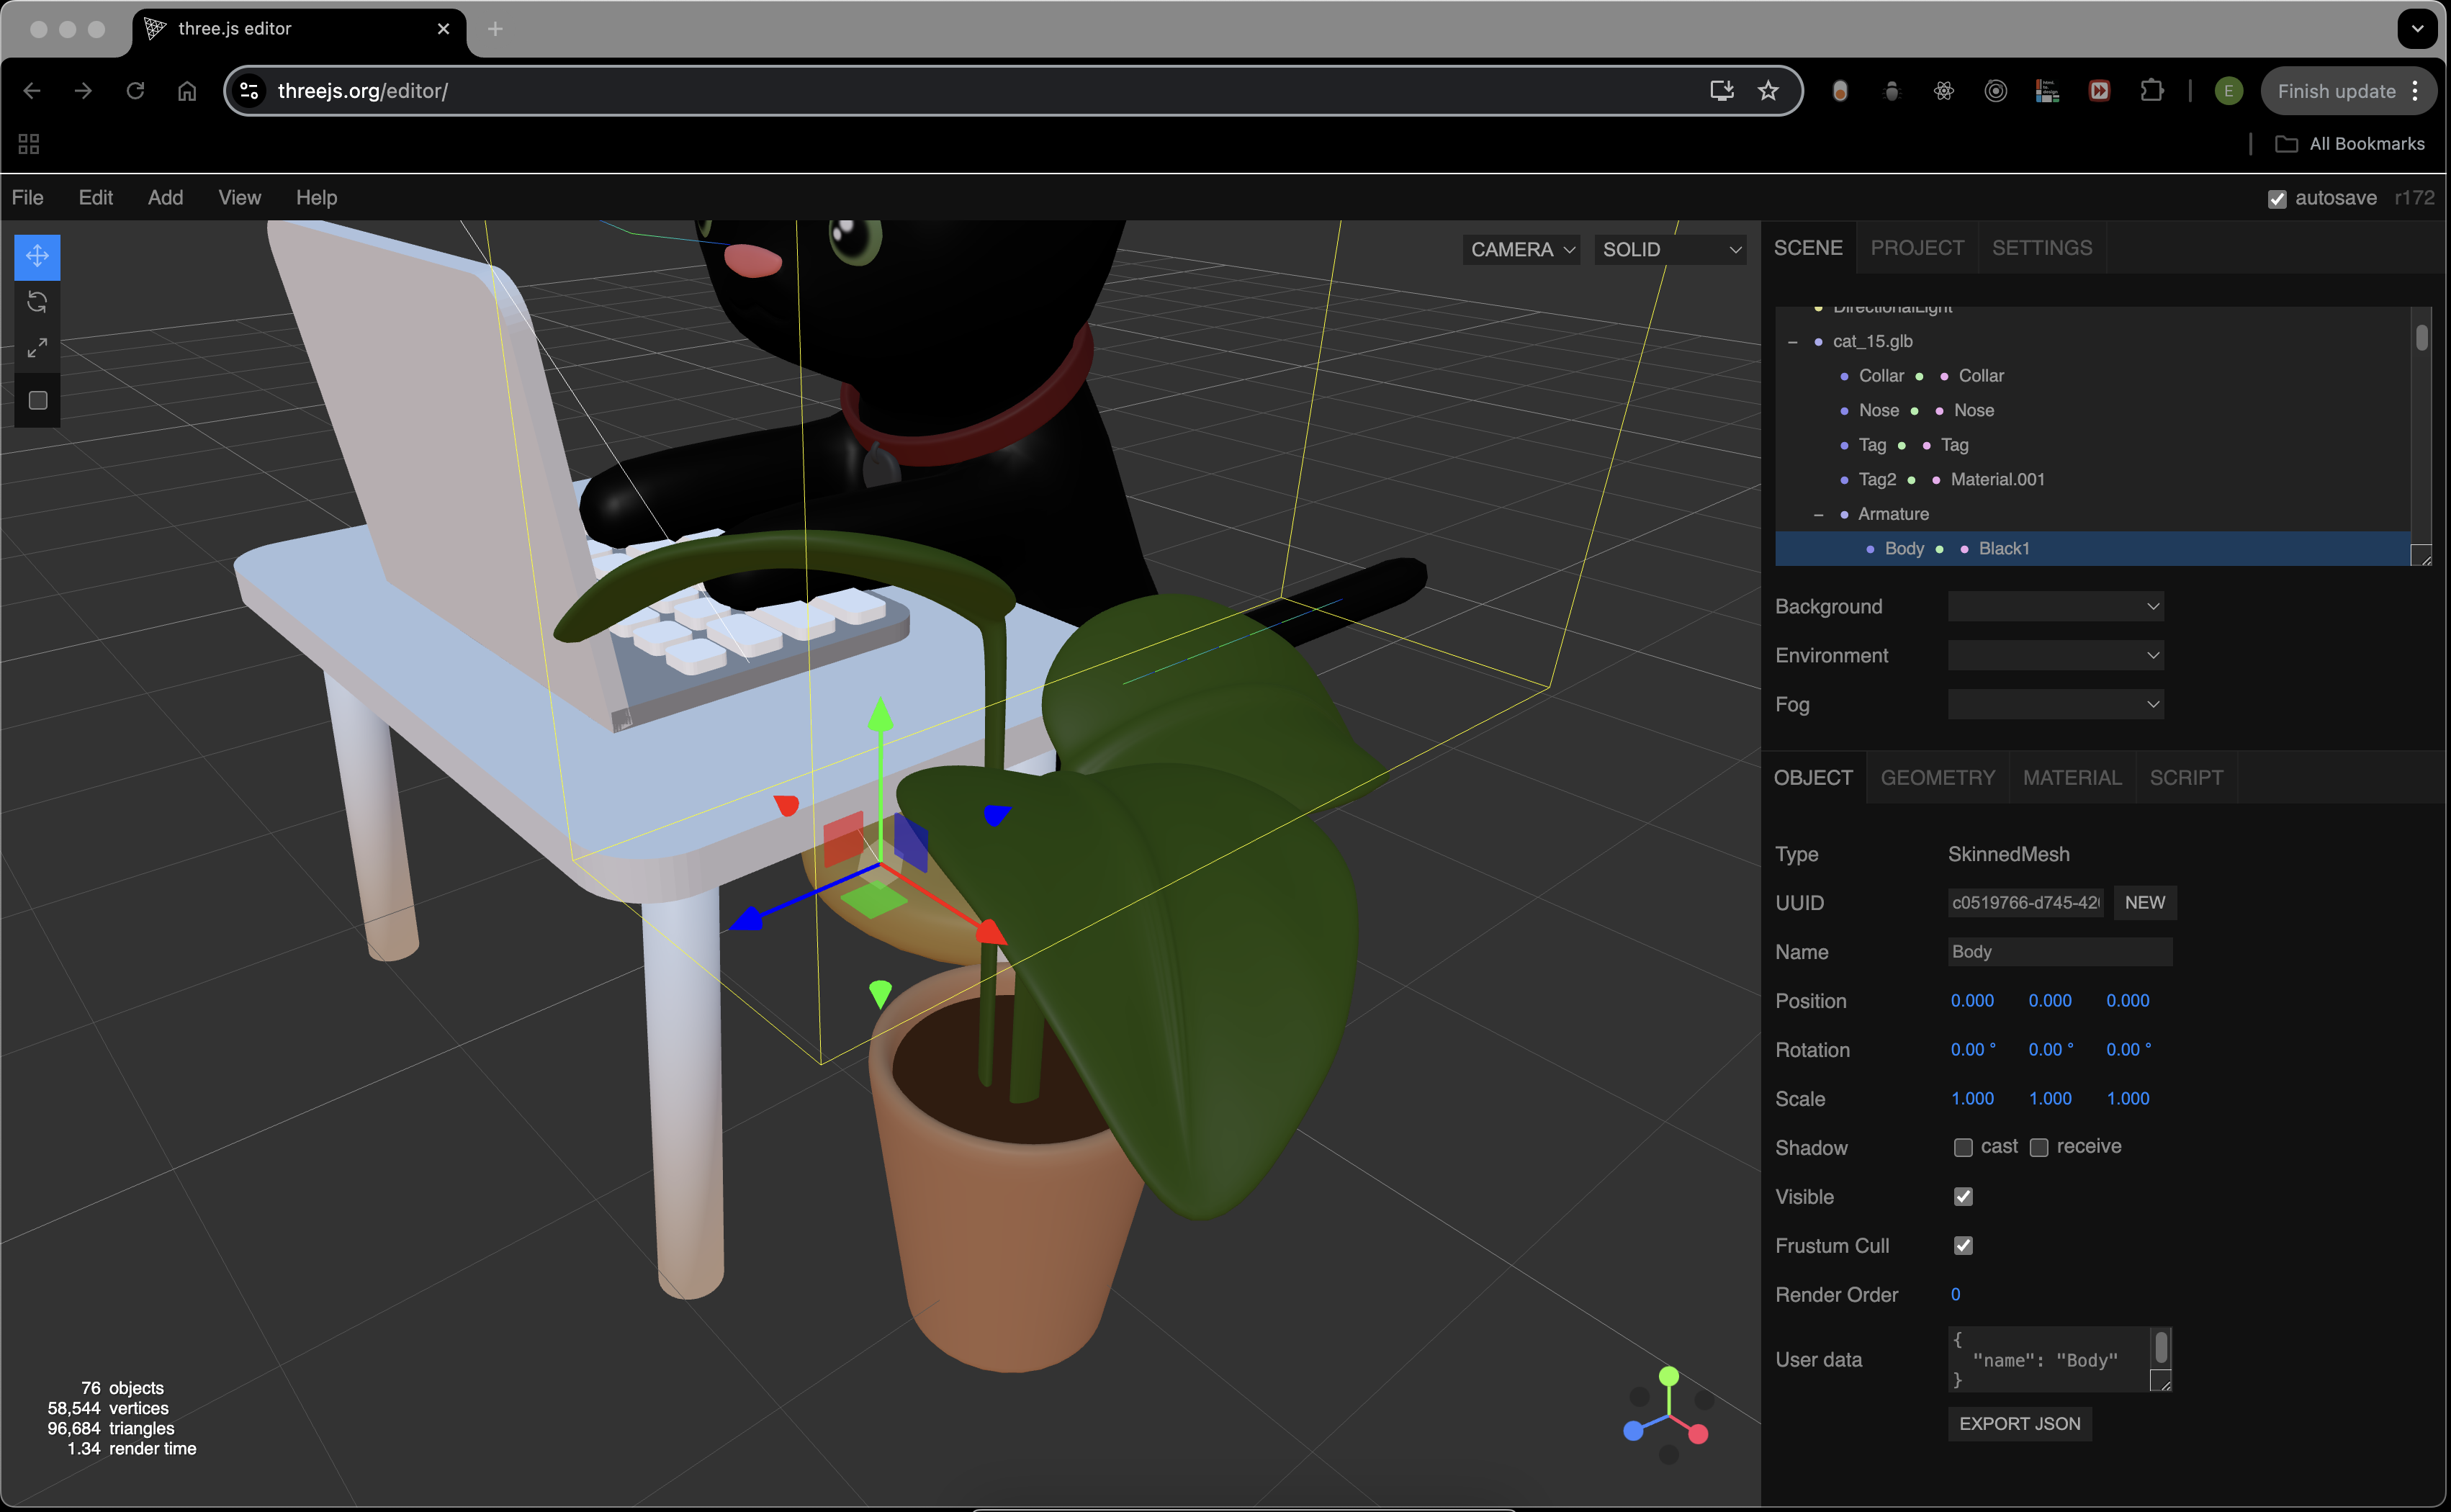 three.js editor
threejs.org/editor/
E
Finish update
All Bookmarks
File Edit Add View Help
autosave r172
CAMERA SOLID
SCENE PROJECT SETTINGS
DirectionalLight
cat_15.glb
Collar Collar
Nose Nose
Tag Tag
Tag2 Material.001
Armature
Body Black1
Background
Environment
Fog
OBJECT GEOMETRY MATERIAL SCRIPT
Type SkinnedMesh
UUID c0519766-d745-42 NEW
Name Body
Position 0.000 0.000 0.000
Rotation 0.00 ° 0.00 ° 0.00 °
Scale 1.000 1.000 1.000
Shadow cast receive
Visible
Frustum Cull
Render Order 0
User data {
"name": "Body"
}
EXPORT JSON
76 objects
58,544 vertices
96,684 triangles
1.34 render time